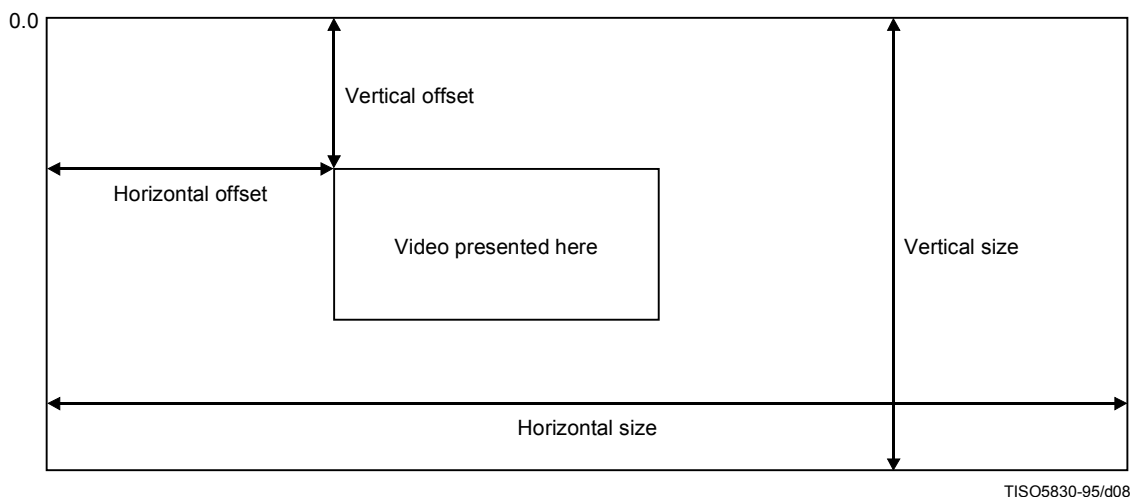 0.0
Vertical offset
Horizontal offset
Video presented here
Vertical size
Horizontal size
TISO5830-95/d08